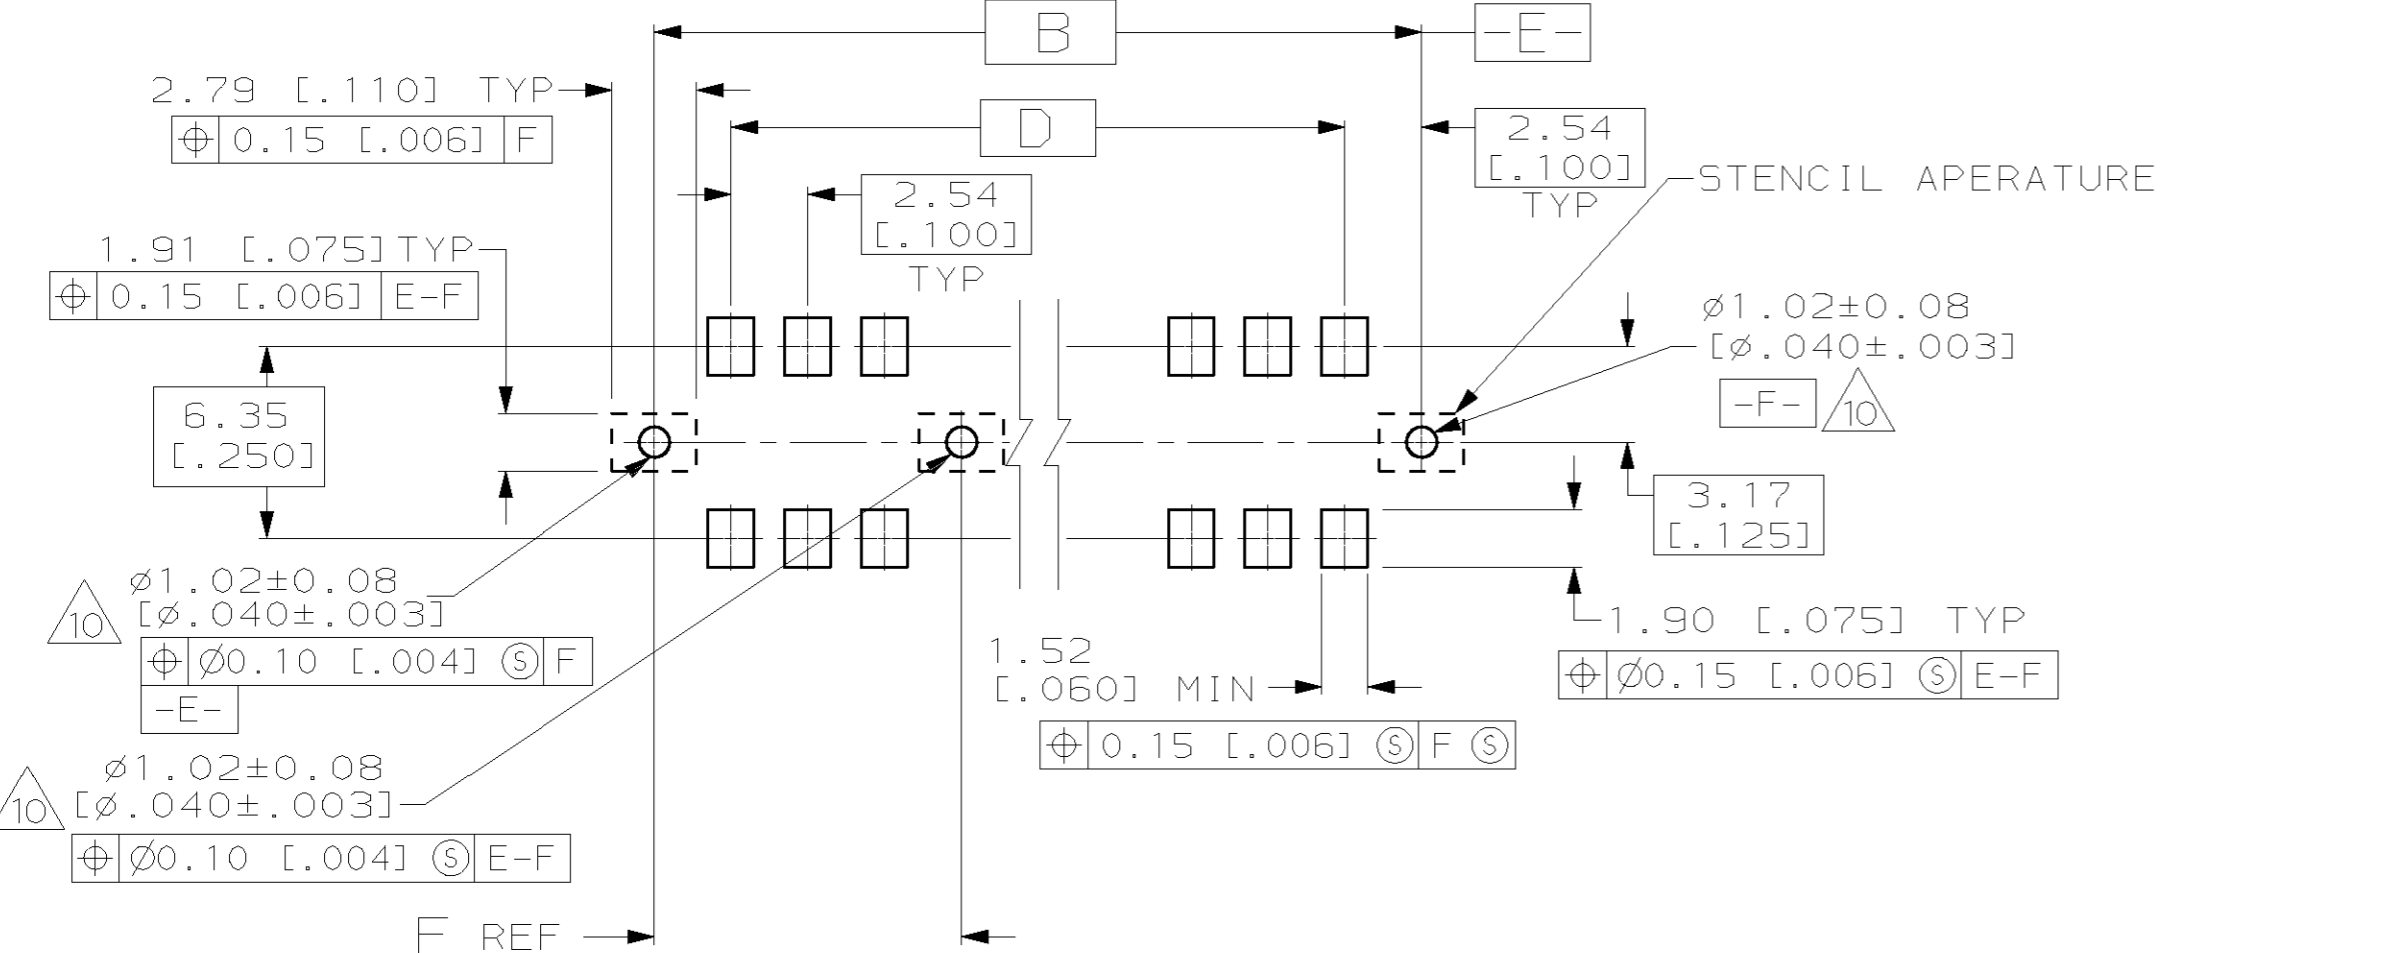 B
-E-
2.79 [.110] TYP
⌖ 0.15 [.006] F
D
2.54
[.100]
TYP
STENCIL APERATURE
2.54
[.100]
TYP
1.91 [.075] TYP
⌖ 0.15 [.006] E-F
ø1.02±0.08
[ø.040±.003]
-F-
10
6.35
[.250]
3.17
[.125]
ø1.02±0.08
[ø.040±.003]
10
⌖ Ø0.10 [.004] Ⓢ F
-E-
1.90 [.075] TYP
⌖ Ø0.15 [.006] Ⓢ E-F
1.52
[.060] MIN
⌖ 0.15 [.006] Ⓢ F Ⓢ
ø1.02±0.08
[ø.040±.003]
10
⌖ Ø0.10 [.004] Ⓢ E-F
F REF